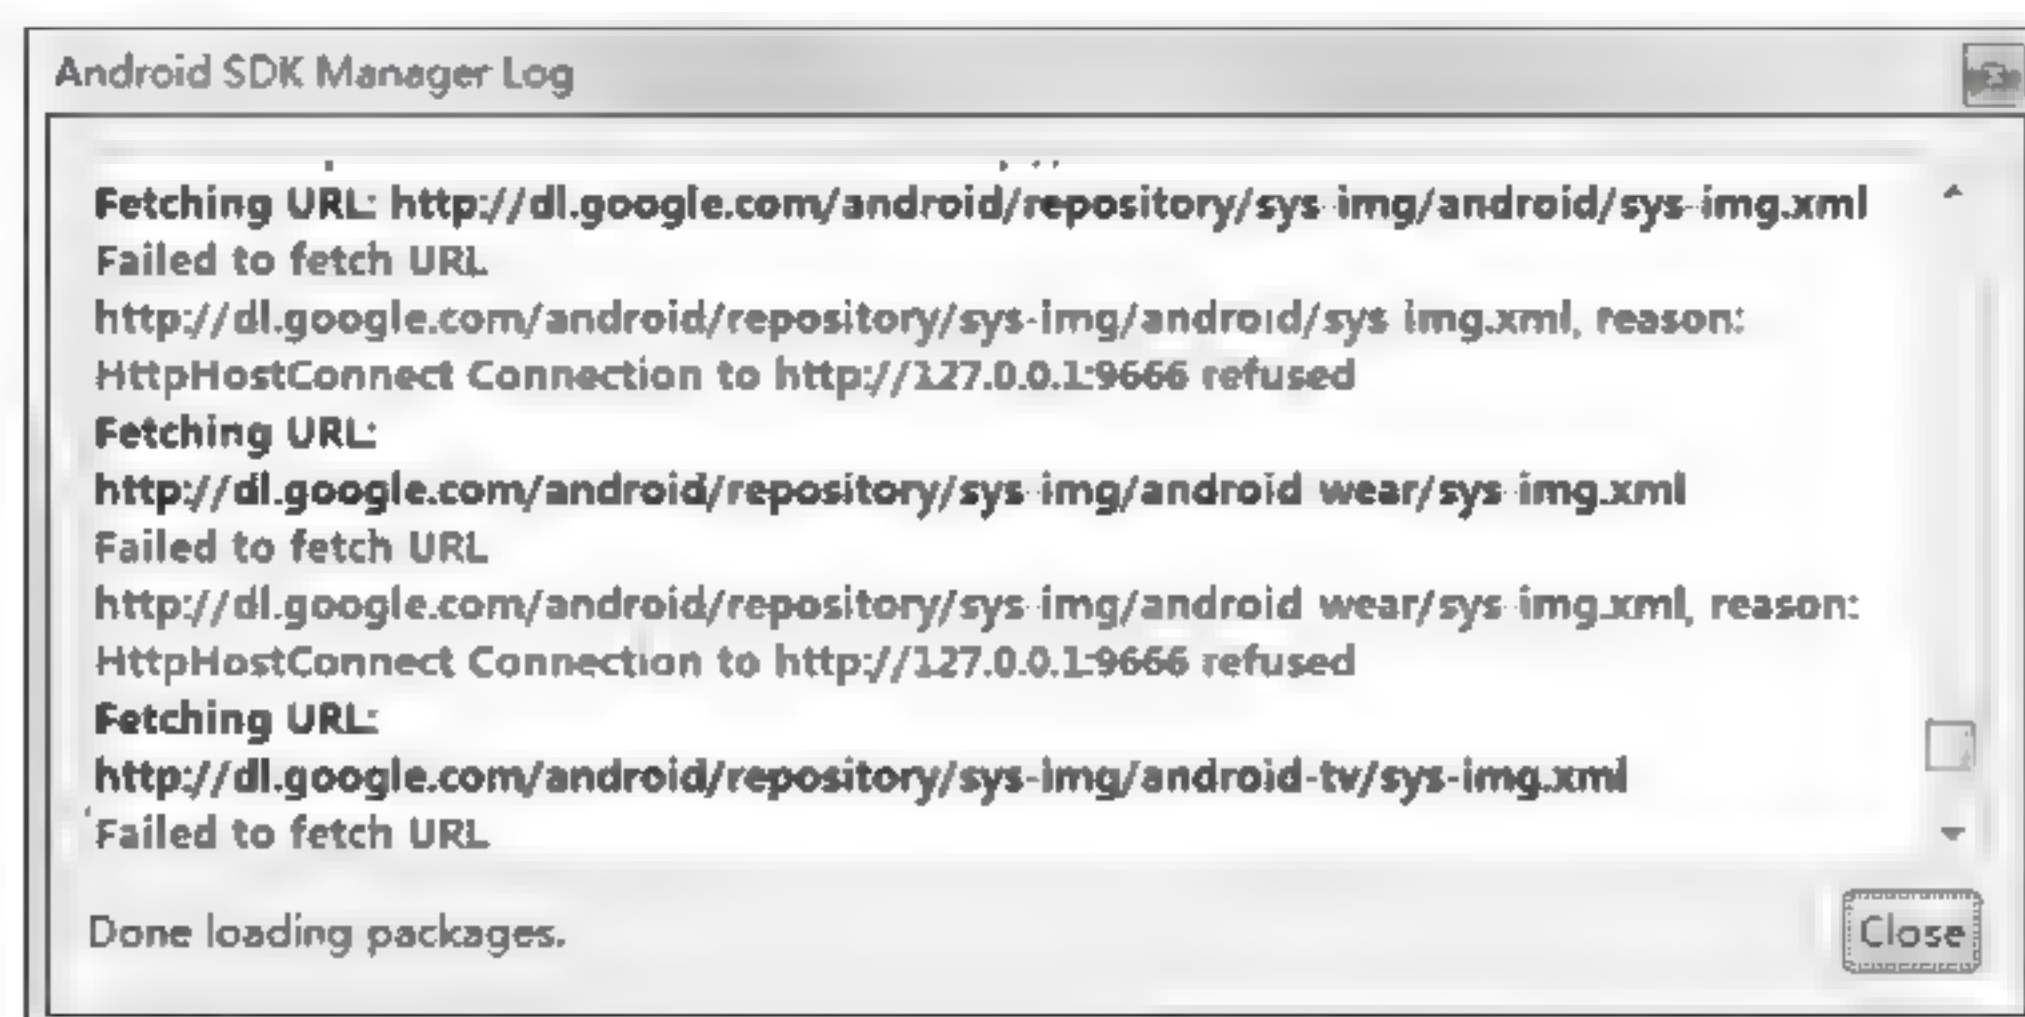 Android SDK Manager Log
Fetching URL: http://dl.google.com/android/repository/sys-img/android/sys-img.xml
Failed to fetch URL
http://dl.google.com/android/repository/sys-img/android/sys-img.xml, reason:
HttpHostConnect Connection to http://127.0.0.1:9666 refused
Fetching URL:
http://dl.google.com/android/repository/sys-img/android-wear/sys-img.xml
Failed to fetch URL
http://dl.google.com/android/repository/sys-img/android-wear/sys-img.xml, reason:
HttpHostConnect Connection to http://127.0.0.1:9666 refused
Fetching URL:
http://dl.google.com/android/repository/sys-img/android-tv/sys-img.xml
Failed to fetch URL
Done loading packages.
Close